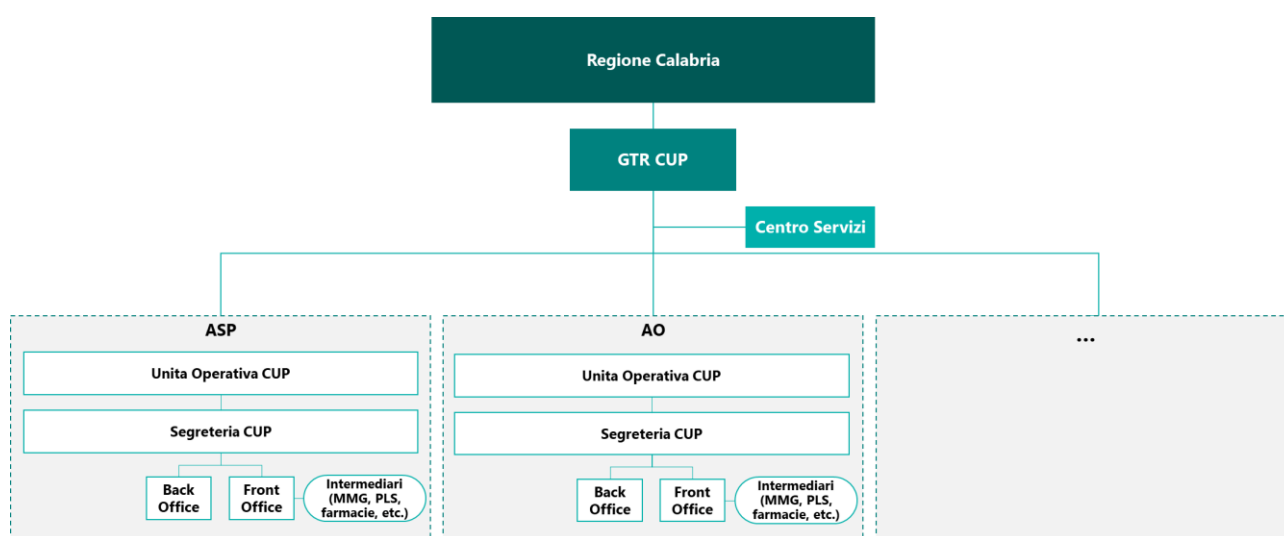 Regione Calabria
GTR CUP
Centro Servizi
ASP
Unita Operativa CUP
Segreteria CUP
Back
Office
Front
Office
Intermediari
(MMG, PLS,
farmacie, etc.)
AO
Unita Operativa CUP
Segreteria CUP
Back
Office
Front
Office
Intermediari
(MMG, PLS,
farmacie, etc.)
...